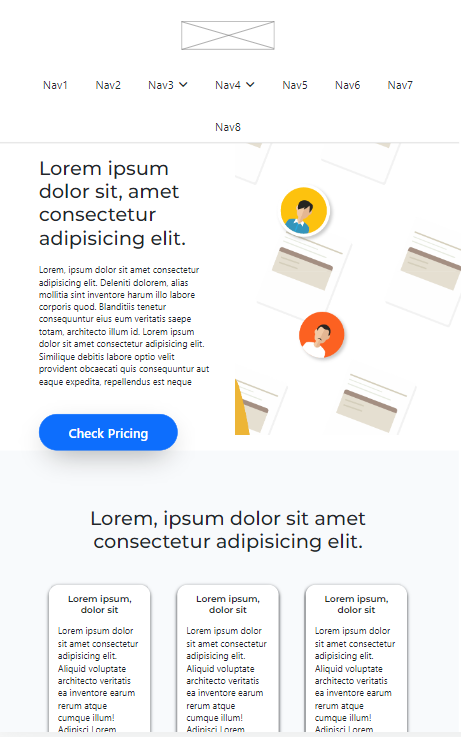 Nav1 Nav2 Nav3 Nav4 Nav5 Nav6 Nav7
Nav8
Lorem ipsum
dolor sit, amet
consectetur
adipisicing elit.
Lorem, ipsum dolor sit amet consectetur
adipisicing elit. Deleniti dolorem, alias
mollitia sint inventore harum illo labore
corporis quod. Blanditiis tenetur
consequuntur eius eum veritatis saepe
totam, architecto illum id. Lorem ipsum
dolor sit amet consectetur adipisicing elit.
Similique debitis labore optio velit
provident obcaecati quis consequuntur aut
eaque expedita, repellendus est neque
Check Pricing
Lorem, ipsum dolor sit amet
consectetur adipisicing elit.
Lorem ipsum,
dolor sit
Lorem ipsum dolor
sit amet consectetur
adipisicing elit.
Aliquid voluptate
architecto veritatis
ea inventore earum
rerum atque
cumque illum!
Adipisci Lorem
Lorem ipsum,
dolor sit
Lorem ipsum dolor
sit amet consectetur
adipisicing elit.
Aliquid voluptate
architecto veritatis
ea inventore earum
rerum atque
cumque illum!
Adipisci Lorem
Lorem ipsum,
dolor sit
Lorem ipsum dolor
sit amet consectetur
adipisicing elit.
Aliquid voluptate
architecto veritatis
ea inventore earum
rerum atque
cumque illum!
Adipisci Lorem